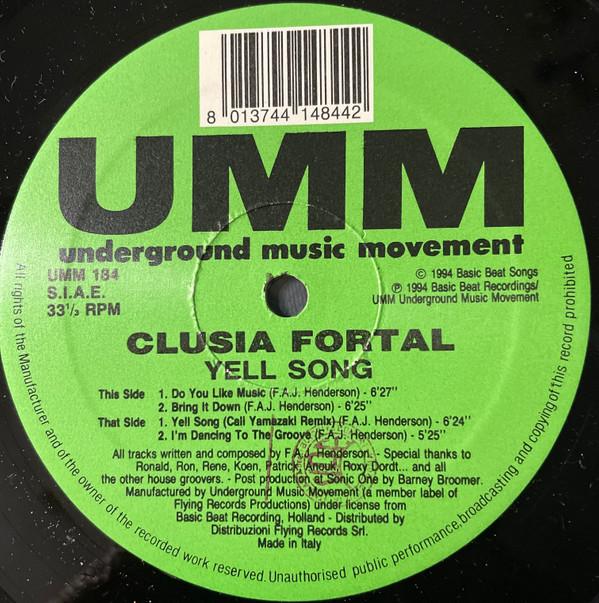 8 013744 148442
UMM
underground music movement
UMM 184
S.I.A.E.
33⅓ RPM
© 1994 Basic Beat Songs
℗ 1994 Basic Beat Recordings/
UMM Underground Music Movement
CLUSIA FORTAL
YELL SONG
This Side 1. Do You Like Music (F.A.J. Henderson) - 6'27''
2. Bring It Down (F.A.J. Henderson) - 6'25''
That Side 1. Yell Song (Call Yamazaki Remix) (F.A.J. Henderson) - 6'24''
2. I'm Dancing To The Groove (F.A.J. Henderson) - 5'25''
All tracks written and composed by F.A.J. Henderson. - Special thanks to
Ronald, Ron, Rene, Koen, Patrick, Anouk, Roxy Dordt... and all
the other house groovers. - Post production at Sonic One by Barney Broomer.
Manufactured by Underground Music Movement (a member label of
Flying Records Productions) under license from
Basic Beat Recording, Holland - Distributed by
Distribuzioni Flying Records Srl.
Made in Italy
All rights of the Manufacturer and of the owner of the recorded work reserved. Unauthorised public performance, broadcasting and copying of this record prohibited